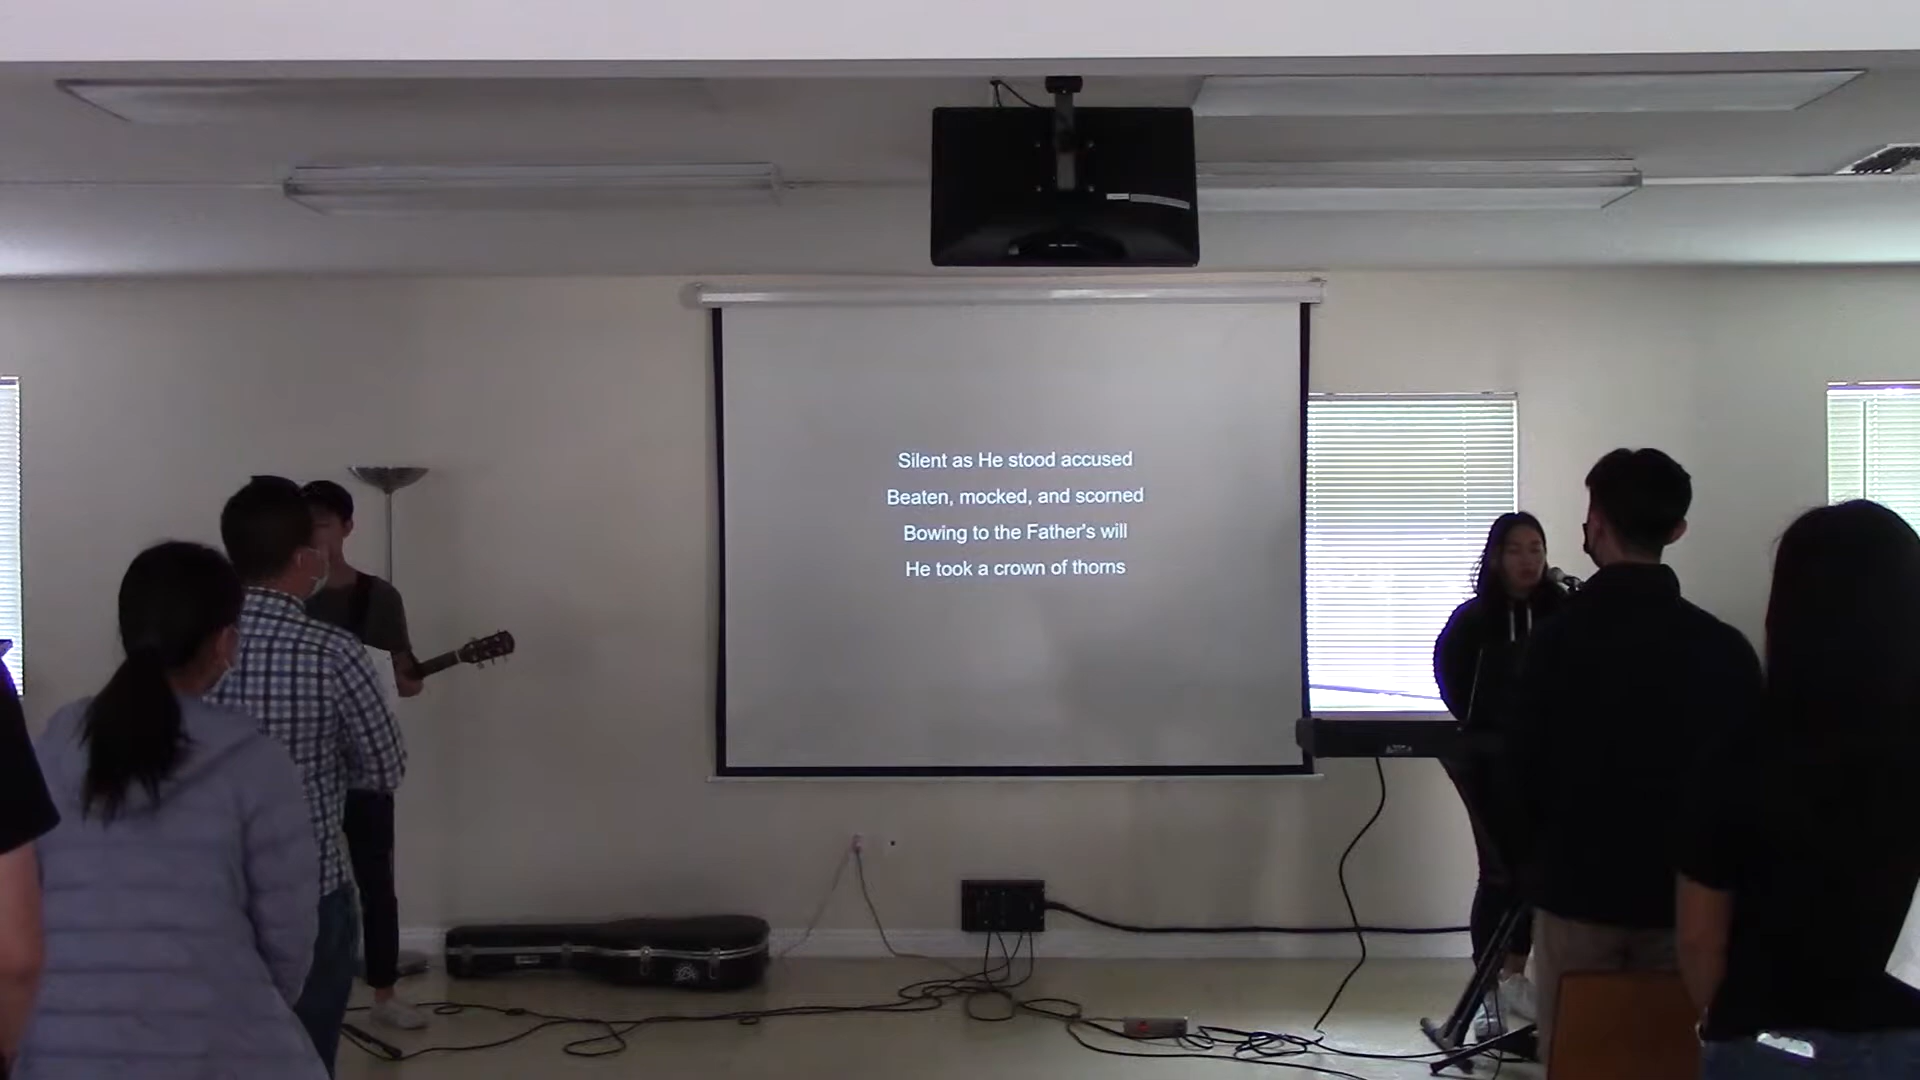 Silent as He stood accused
Beaten, mocked, and scorned
Bowing to the Father's will
He took a crown of thorns